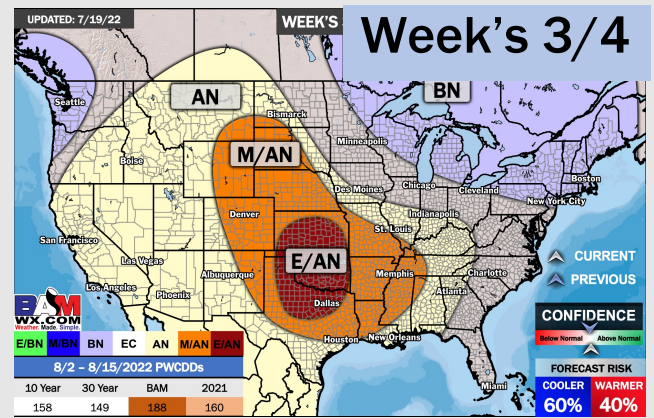 UPDATED: 7/19/22
WEEK'S
Week's 3/4
AN
BN
Seattle
Bismarck
Minneapolis
M/AN
Boise
Boston
Des Moines
Chicago
Cleveland
New York City
Denver
Indianapolis
St. Louis
San Francisco
E/AN
CURRENT
Las Vegas
Albuquerque
Memphis
Charlotte
PREVIOUS
Los Angeles
Phoenix
Dallas
Atlanta
BAM
WX.COM
Weather. Made. Simple.
CONFIDENCE
Below Normal Above Normal
Houston
New Orleans
E/BN M/BN BN EC AN M/AN E/AN
8/2 – 8/15/2022 PWCDDs
FORECAST RISK
10 Year 30 Year BAM 2021
Miami
COOLER WARMER
158 149 188 160
60% 40%